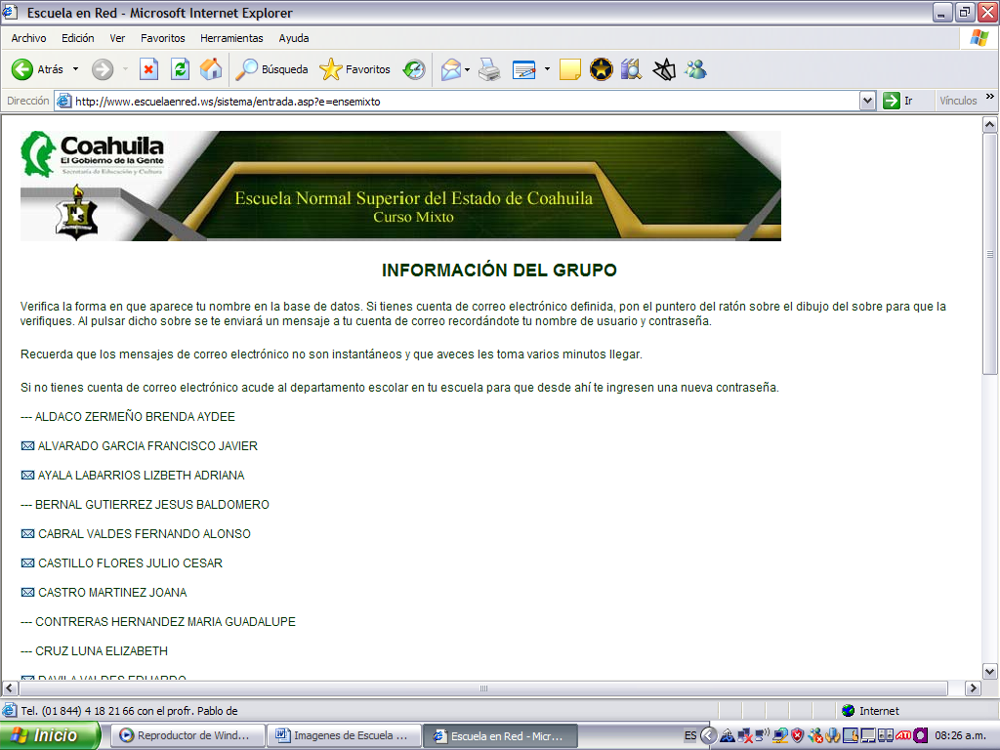 Escuela en Red - Microsoft Internet Explorer
Archivo Edición Ver Favoritos Herramientas Ayuda
Atrás Búsqueda Favoritos
Dirección http://www.escuelaenred.ws/sistema/entrada.asp?e=ensemixto Ir Vínculos »
Coahuila
El Gobierno de la Gente
Secretaría de Educación y Cultura
Escuela Normal Superior del Estado de Coahuila
Curso Mixto
INFORMACIÓN DEL GRUPO
Verifica la forma en que aparece tu nombre en la base de datos. Si tienes cuenta de correo electrónico definida, pon el puntero del ratón sobre el dibujo del sobre para que la
verifiques. Al pulsar dicho sobre se te enviará un mensaje a tu cuenta de correo recordándote tu nombre de usuario y contraseña.
Recuerda que los mensajes de correo electrónico no son instantáneos y que aveces les toma varios minutos llegar.
Si no tienes cuenta de correo electrónico acude al departamento escolar en tu escuela para que desde ahí te ingresen una nueva contraseña.
--- ALDACO ZERMEÑO BRENDA AYDEE
ALVARADO GARCIA FRANCISCO JAVIER
AYALA LABARRIOS LIZBETH ADRIANA
--- BERNAL GUTIERREZ JESUS BALDOMERO
CABRAL VALDES FERNANDO ALONSO
CASTILLO FLORES JULIO CESAR
CASTRO MARTINEZ JOANA
--- CONTRERAS HERNANDEZ MARIA GUADALUPE
--- CRUZ LUNA ELIZABETH
DAVILA VALDES EDUARDO
Tel. (01 844) 4 18 21 66 con el profr. Pablo de Internet
Inicio Reproductor de Wind... Imagenes de Escuela ... Escuela en Red - Micr... ES 08:26 a.m.